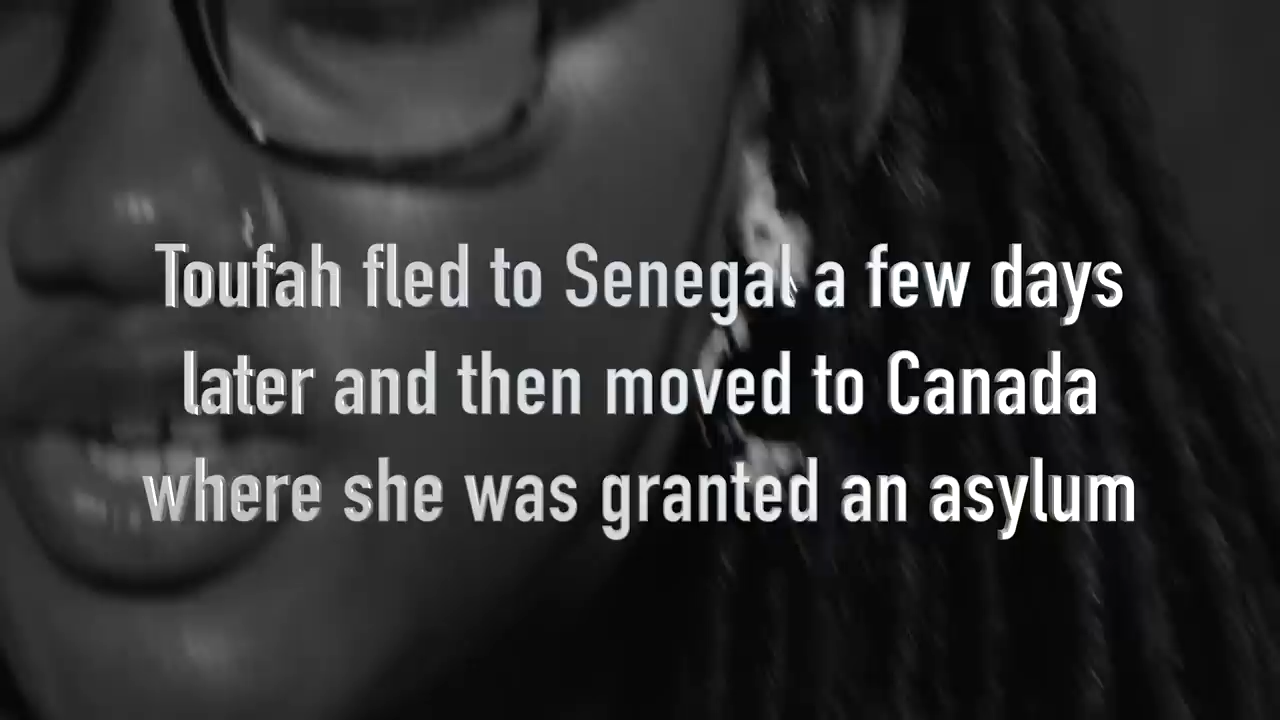 Toufah fled to Senegal a few days
later and then moved to Canada
where she was granted an asylum